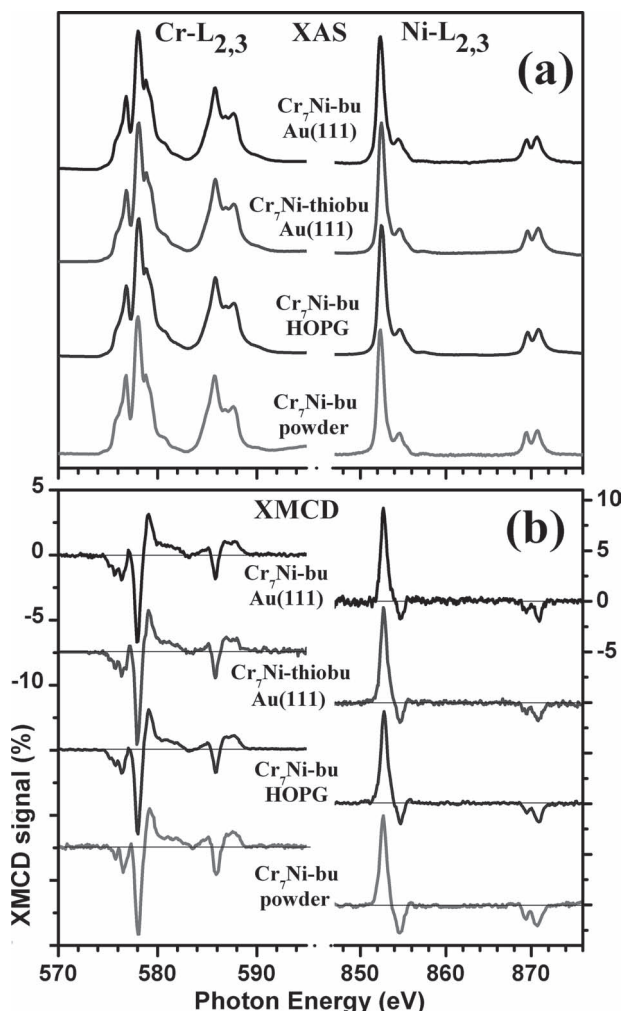 Cr-L2,3 XAS Ni-L2,3
(a)
Cr7Ni-bu
Au(111)
Cr7Ni-thiobu
Au(111)
Cr7Ni-bu
HOPG
Cr7Ni-bu
powder
5
0
-5
-10
XMCD signal (%)
XMCD
(b)
10
5
0
-5
Cr7Ni-bu
Au(111)
Cr7Ni-thiobu
Au(111)
Cr7Ni-bu
HOPG
Cr7Ni-bu
powder
570 580 590 850 860 870
Photon Energy (eV)